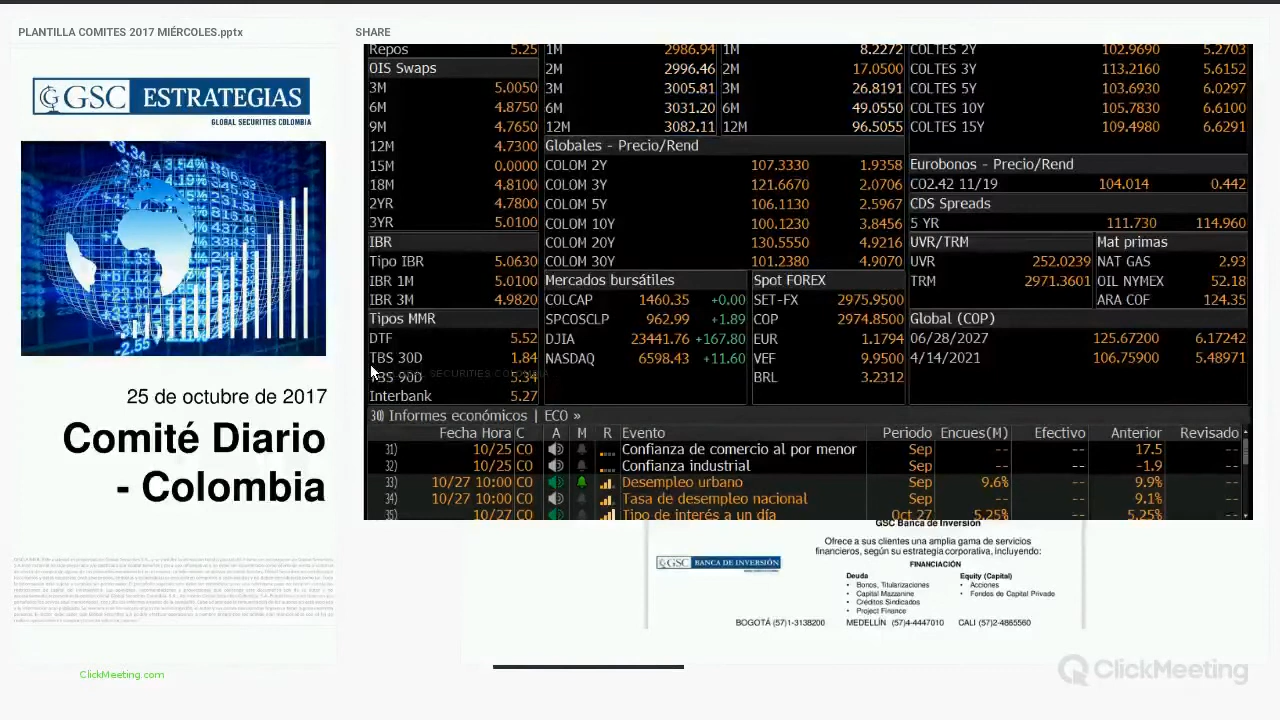 PLANTILLA COMITES 2017 MIÉRCOLES.pptx
SHARE
GSC ESTRATEGIAS
GLOBAL SECURITIES COLOMBIA
25 de octubre de 2017
Comité Diario
- Colombia
ClickMeeting.com
Repos 5.25
OIS Swaps
3M 5.0050
6M 4.8750
9M 4.7650
12M 4.7300
15M 0.0000
18M 4.8100
2YR 4.7800
3YR 5.0100
IBR
Tipo IBR 5.0630
IBR 1M 5.0100
IBR 3M 4.9820
Tipos MMR
DTF 5.52
TBS 30D 1.84
TBS 90D 5.34
Interbank 5.27
1M 2986.94 1M 8.2272
2M 2996.46 2M 17.0500
3M 3005.81 3M 26.8191
6M 3031.20 6M 49.0550
12M 3082.11 12M 96.5055
Globales - Precio/Rend
COLOM 2Y 107.3330 1.9358
COLOM 3Y 121.6670 2.0706
COLOM 5Y 106.1130 2.5967
COLOM 10Y 100.1230 3.8456
COLOM 20Y 130.5550 4.9216
COLOM 30Y 101.2380 4.9070
Mercados bursátiles
COLCAP 1460.35 +0.00
SPCOSCLP 962.99 +1.89
DJIA 23441.76 +167.80
NASDAQ 6598.43 +11.60
Spot FOREX
SET-FX 2975.9500
COP 2974.8500
EUR 1.1794
VEF 9.9500
BRL 3.2312
COLTES 2Y 102.9690 5.2703
COLTES 3Y 113.2160 5.6152
COLTES 5Y 103.6930 6.0297
COLTES 10Y 105.7830 6.6100
COLTES 15Y 109.4980 6.6291
Eurobonos - Precio/Rend
CO2.42 11/19 104.014 0.442
CDS Spreads
5 YR 111.730 114.960
UVR/TRM
UVR 252.0239
TRM 2971.3601
Mat primas
NAT GAS 2.93
OIL NYMEX 52.18
ARA COF 124.35
Global (COP)
06/28/2027 125.67200 6.17242
4/14/2021 106.75900 5.48971
30) Informes económicos | ECO »
Fecha Hora C A M R Evento Periodo Encues(M) Efectivo Anterior Revisado
31) 10/25 CO Confianza de comercio al por menor Sep -- -- 17.5 --
32) 10/25 CO Confianza industrial Sep -- -- -1.9 --
33) 10/27 10:00 CO Desempleo urbano Sep 9.6% -- 9.9% --
34) 10/27 10:00 CO Tasa de desempleo nacional Sep -- -- 9.1% --
35) 10/27 CO Tipo de interés a un día Oct 27 5.25% -- 5.25% --
GSC Banca de Inversión
GSC BANCA DE INVERSIÓN
Ofrece a sus clientes una amplia gama de servicios
financieros, según su estrategia corporativa, incluyendo:
FINANCIACIÓN
Deuda
• Bonos, Titularizaciones
• Capital Mazzanine
• Créditos Sindicados
• Project Finance
Equity (Capital)
• Acciones
• Fondos de Capital Privado
BOGOTÁ (57)1-3138200 MEDELLÍN (57)4-4447010 CALI (57)2-4865560
ClickMeeting